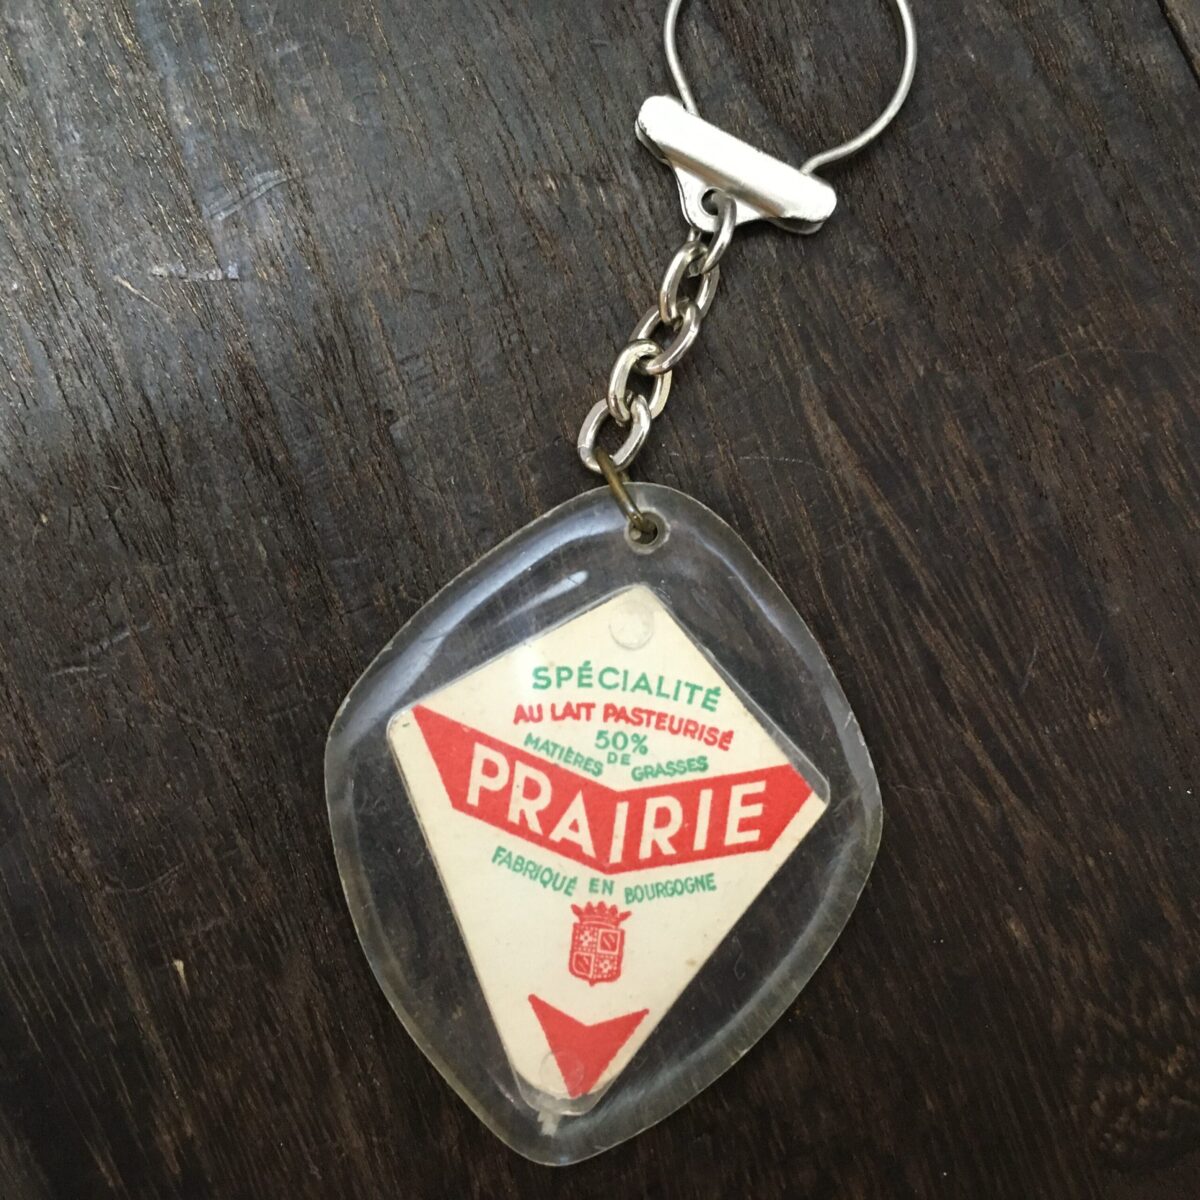 SPÉCIALITÉ
AU LAIT PASTEURISÉ
50%
MATIÈRES DE GRASSES
PRAIRIE
FABRIQUÉ EN BOURGOGNE